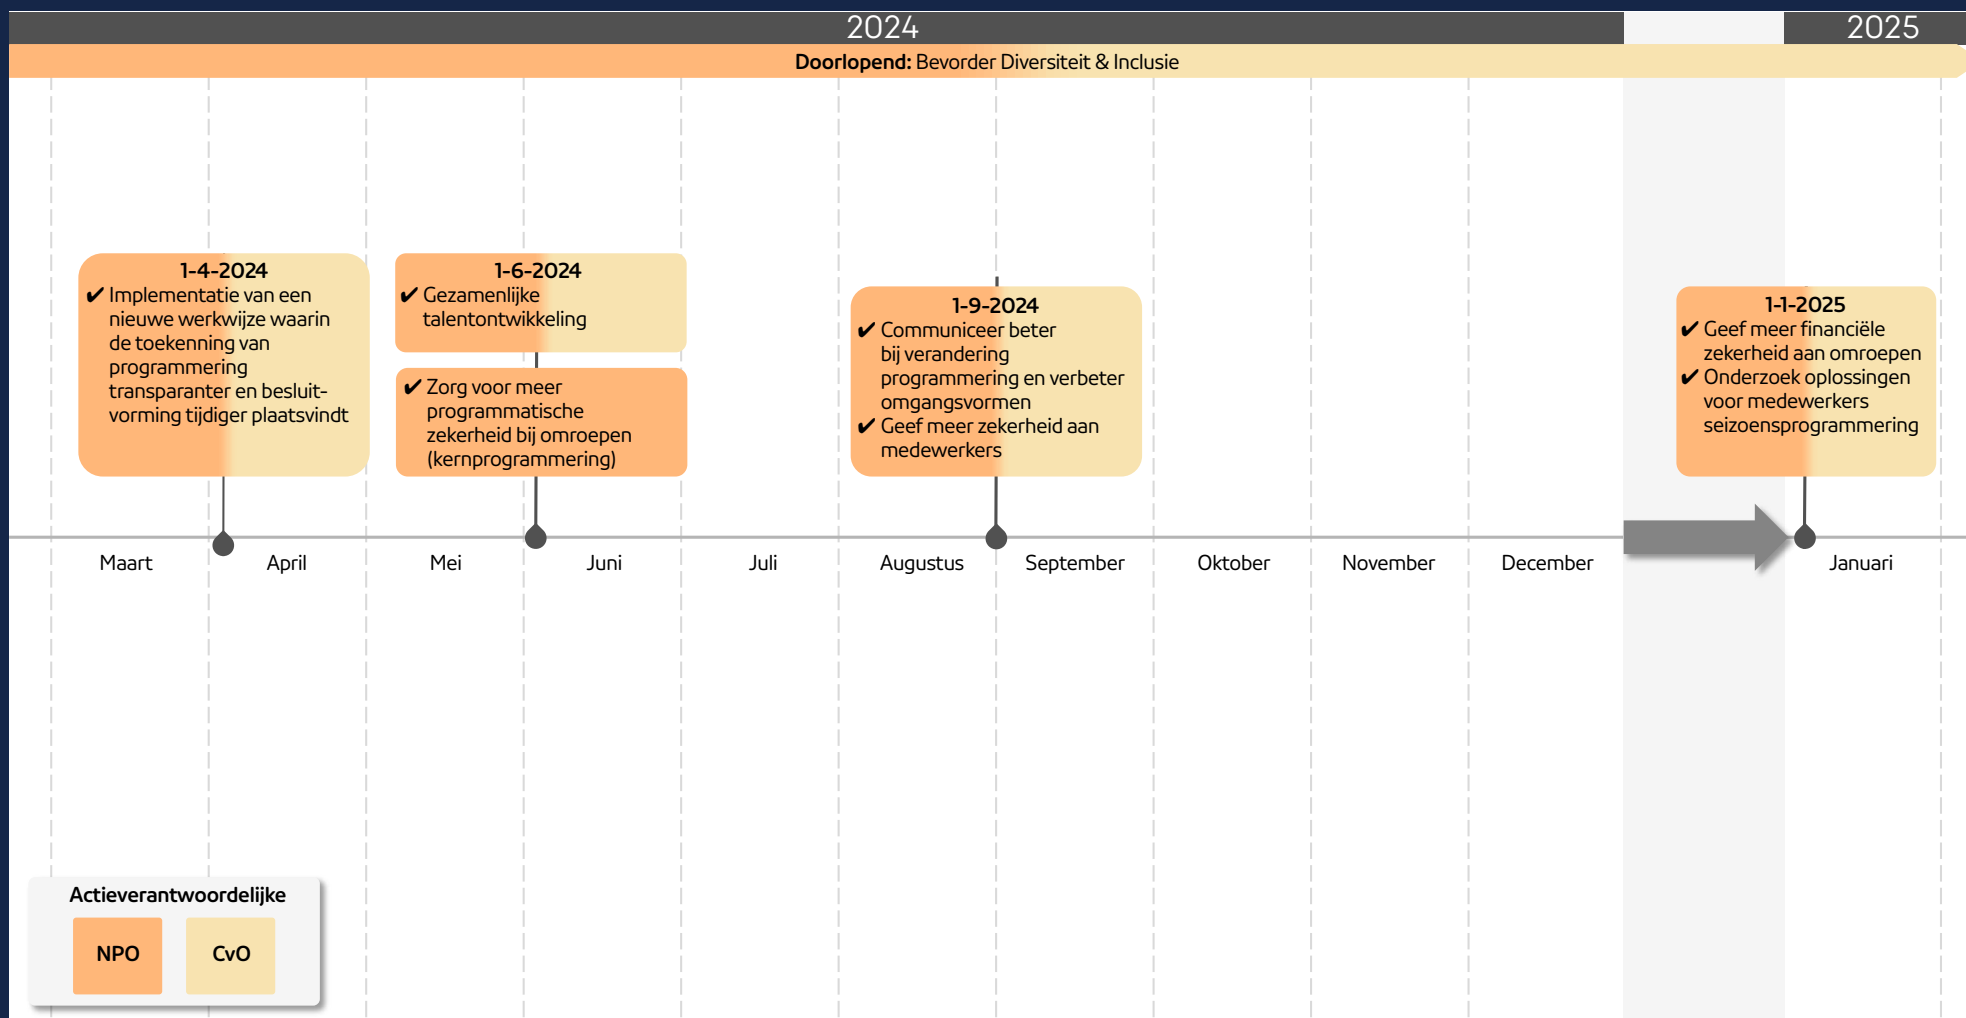 2024
2025
Doorlopend: Bevorder Diversiteit & Inclusie
1-4-2024
✔ Implementatie van een
nieuwe werkwijze waarin
de toekenning van
programmering
transparanter en besluit-
vorming tijdiger plaatsvindt
1-6-2024
✔ Gezamenlijke
talentontwikkeling
✔ Zorg voor meer
programmatische
zekerheid bij omroepen
(kernprogrammering)
1-9-2024
✔ Communiceer beter
bij verandering
programmering en verbeter
omgangsvormen
✔ Geef meer zekerheid aan
medewerkers
1-1-2025
✔ Geef meer financiële
zekerheid aan omroepen
✔ Onderzoek oplossingen
voor medewerkers
seizoensprogrammering
Maart
April
Mei
Juni
Juli
Augustus
September
Oktober
November
December
Januari
Actieverantwoordelijke
NPO
CvO